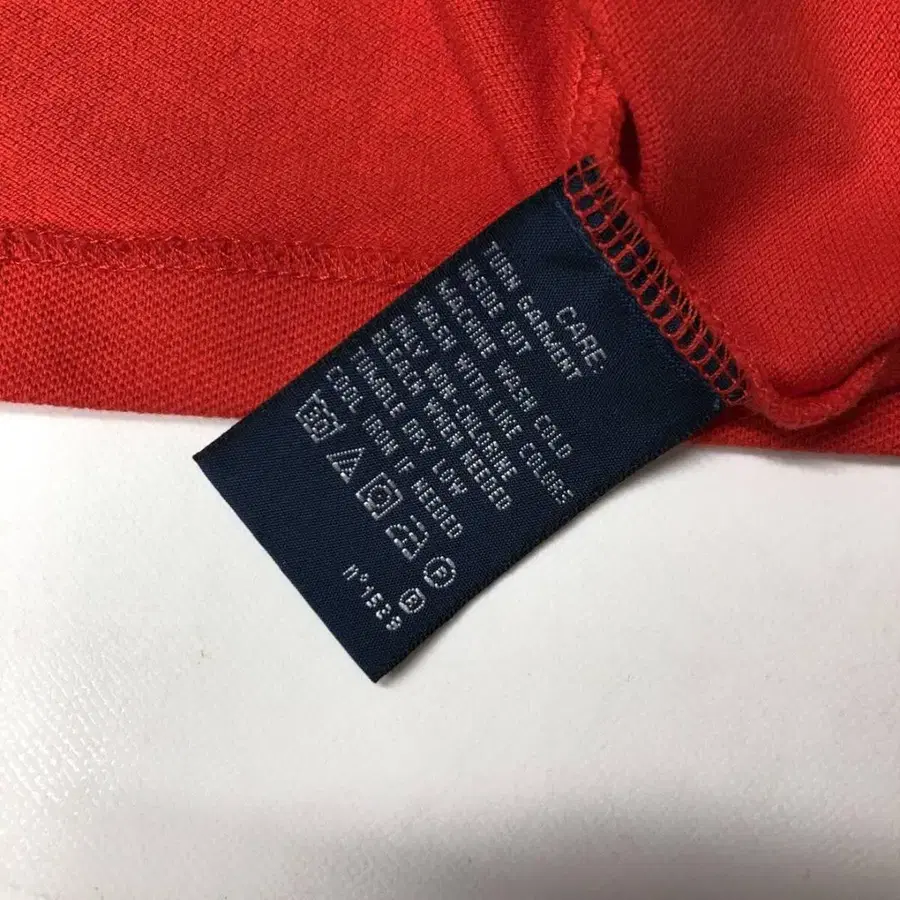 CARE:
TURN GARMENT
INSIDE OUT
MACHINE WASH COLD
WASH WITH LIKE COLORS
ONLY NON-CHLORINE
BLEACH WHEN NEEDED
TUMBLE DRY LOW
COOL IRON IF NEEDED
P
n°1529